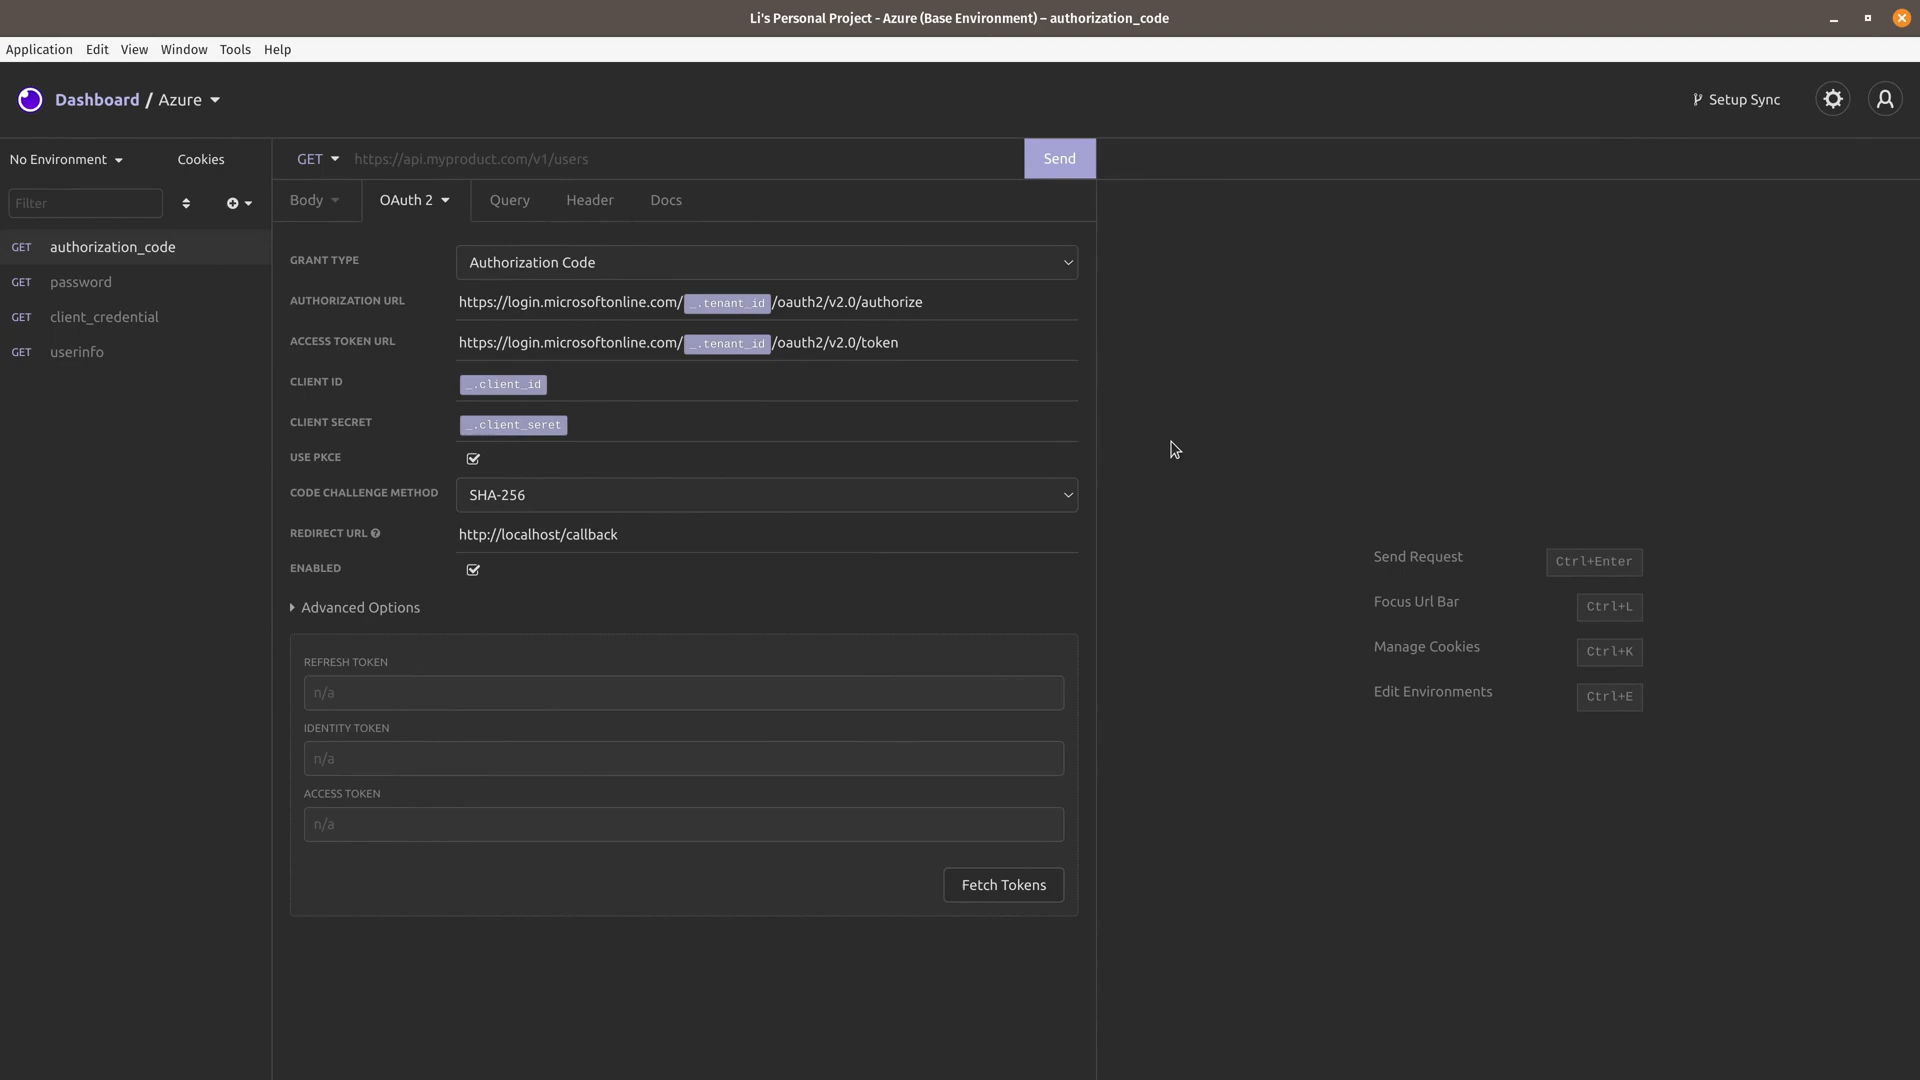 Li's Personal Project - Azure (Base Environment) – authorization_code
Application Edit View Window Tools Help
Dashboard / Azure
Setup Sync
No Environment
Cookies
GET https://api.myproduct.com/v1/users
Send
Filter
Body
OAuth 2
Query
Header
Docs
GET authorization_code
GET password
GET client_credential
GET userinfo
GRANT TYPE Authorization Code
AUTHORIZATION URL https://login.microsoftonline.com/ _.tenant_id /oauth2/v2.0/authorize
ACCESS TOKEN URL https://login.microsoftonline.com/ _.tenant_id /oauth2/v2.0/token
CLIENT ID _.client_id
CLIENT SECRET _.client_seret
USE PKCE
CODE CHALLENGE METHOD SHA-256
REDIRECT URL http://localhost/callback
ENABLED
Advanced Options
REFRESH TOKEN
n/a
IDENTITY TOKEN
n/a
ACCESS TOKEN
n/a
Fetch Tokens
Send Request Ctrl+Enter
Focus Url Bar Ctrl+L
Manage Cookies Ctrl+K
Edit Environments Ctrl+E